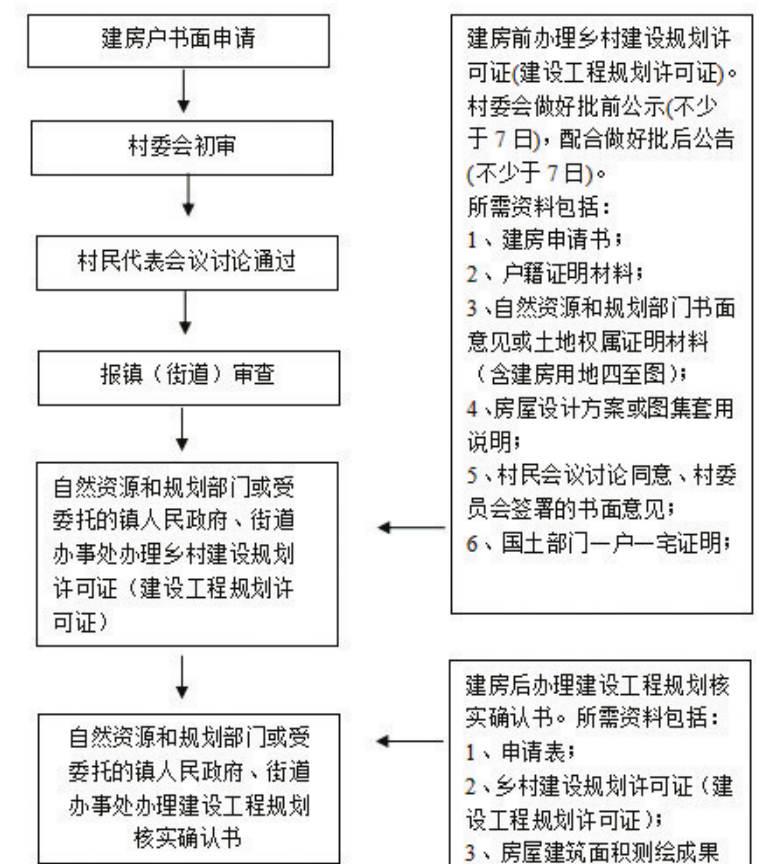 建房户书面申请
村委会初审
村民代表会议讨论通过
报镇（街道）审查
自然资源和规划部门或受
委托的镇人民政府、街道
办事处办理乡村建设规划
许可证（建设工程规划许
可证）
自然资源和规划部门或受
委托的镇人民政府、街道
办事处办理建设工程规划
核实确认书
建房前办理乡村建设规划许
可证(建设工程规划许可证)。
村委会做好批前公示(不少
于 7 日)，配合做好批后公告
(不少于 7 日)。
所需资料包括：
1、建房申请书；
2、户籍证明材料；
3、自然资源和规划部门书面
意见或土地权属证明材料
（含建房用地四至图）；
4、房屋设计方案或图集套用
说明；
5、村民会议讨论同意、村委
员会签署的书面意见；
6、国土部门一户一宅证明；
建房后办理建设工程规划核
实确认书。所需资料包括：
1、申请表；
2、乡村建设规划许可证（建
设工程规划许可证）；
3、房屋建筑面积测绘成果